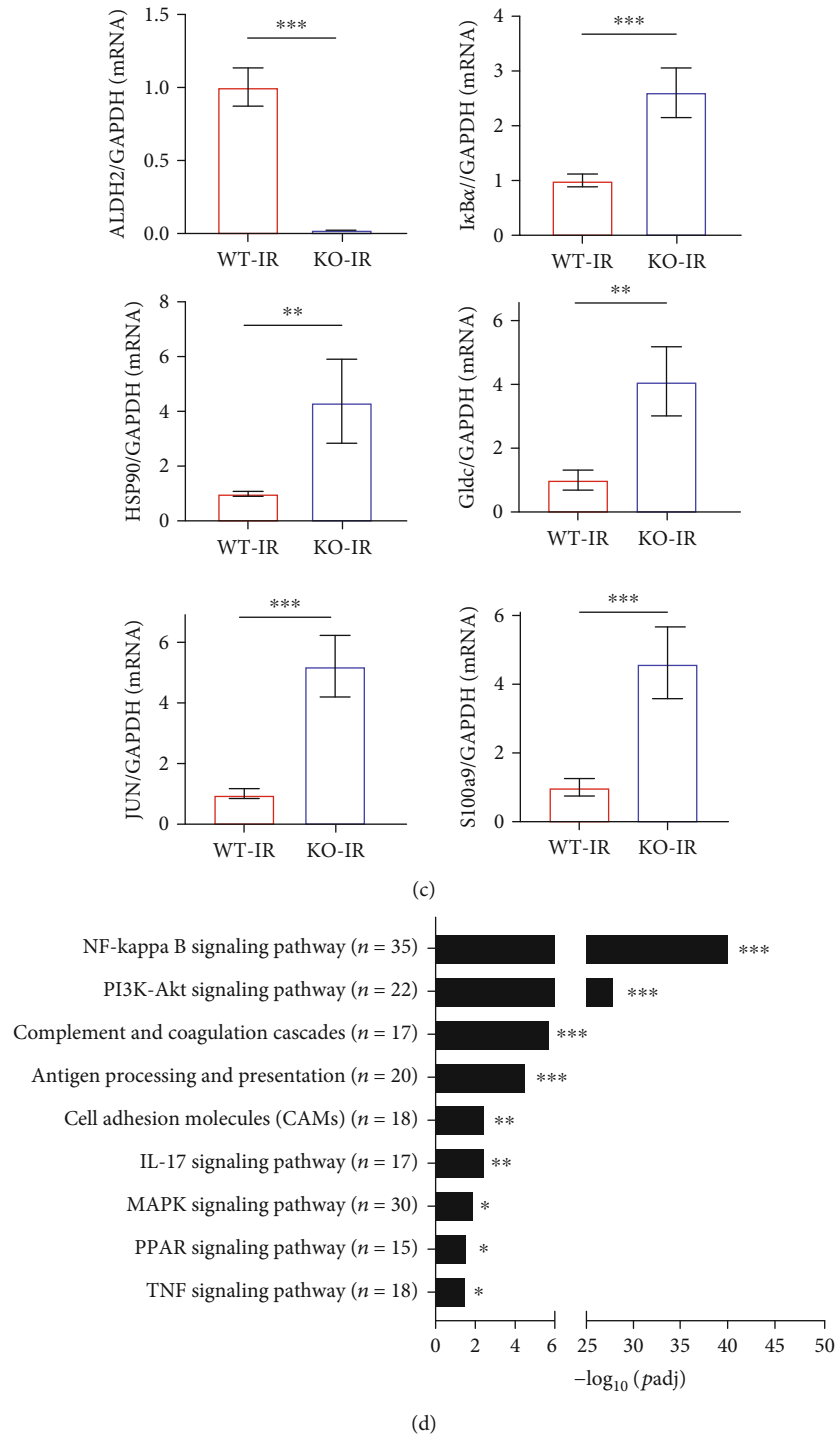 1.5
1.0
0.5
0.0
ALDH2/GAPDH (mRNA)
***
WT-IR KO-IR
4
3
2
1
0
IκBα//GAPDH (mRNA)
***
WT-IR KO-IR
8
6
4
2
0
HSP90/GAPDH (mRNA)
**
WT-IR KO-IR
6
4
2
0
Gldc/GAPDH (mRNA)
**
WT-IR KO-IR
6
4
2
0
JUN/GAPDH (mRNA)
***
WT-IR KO-IR
6
4
2
0
S100a9/GAPDH (mRNA)
***
WT-IR KO-IR
(c)
NF-kappa B signaling pathway (n = 35) ***
PI3K-Akt signaling pathway (n = 22) ***
Complement and coagulation cascades (n = 17) ***
Antigen processing and presentation (n = 20) ***
Cell adhesion molecules (CAMs) (n = 18) **
IL-17 signaling pathway (n = 17) **
MAPK signaling pathway (n = 30) *
PPAR signaling pathway (n = 15) *
TNF signaling pathway (n = 18) *
0 2 4 6 25 30 35 40 45 50
−log10 (padj)
(d)